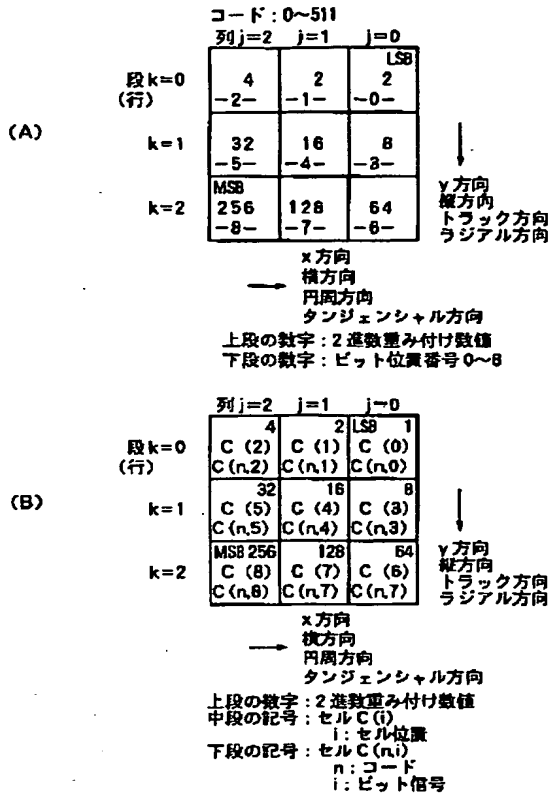 コード:0~511
列j=2 j=1 j=0
LSB
段k=0 4 2 2
(行) -2- -1- -0-
(A)
k=1 32 16 8
-5- -4- -3-
MSB
k=2 256 128 64
-8- -7- -6-
y方向
縦方向
トラック方向
ラジアル方向
x方向
横方向
円周方向
タンジェンシャル方向
上段の数字:2進数重み付け数値
下段の数字:ビット位置番号0~8
列j=2 j=1 j=0
4 2 LSB 1
段k=0 C(2) C(1) C(0)
(行) C(n,2) C(n,1) C(n,0)
(B)
32 16 8
k=1 C(5) C(4) C(3)
C(n,5) C(n,4) C(n,3)
MSB 256 128 64
k=2 C(8) C(7) C(6)
C(n,8) C(n,7) C(n,7)
y方向
縦方向
トラック方向
ラジアル方向
x方向
横方向
円周方向
タンジェンシャル方向
上段の数字:2進数重み付け数値
中段の記号:セルC(i)
i:セル位置
下段の記号:セルC(n,i)
n:コード
i:ビット信号